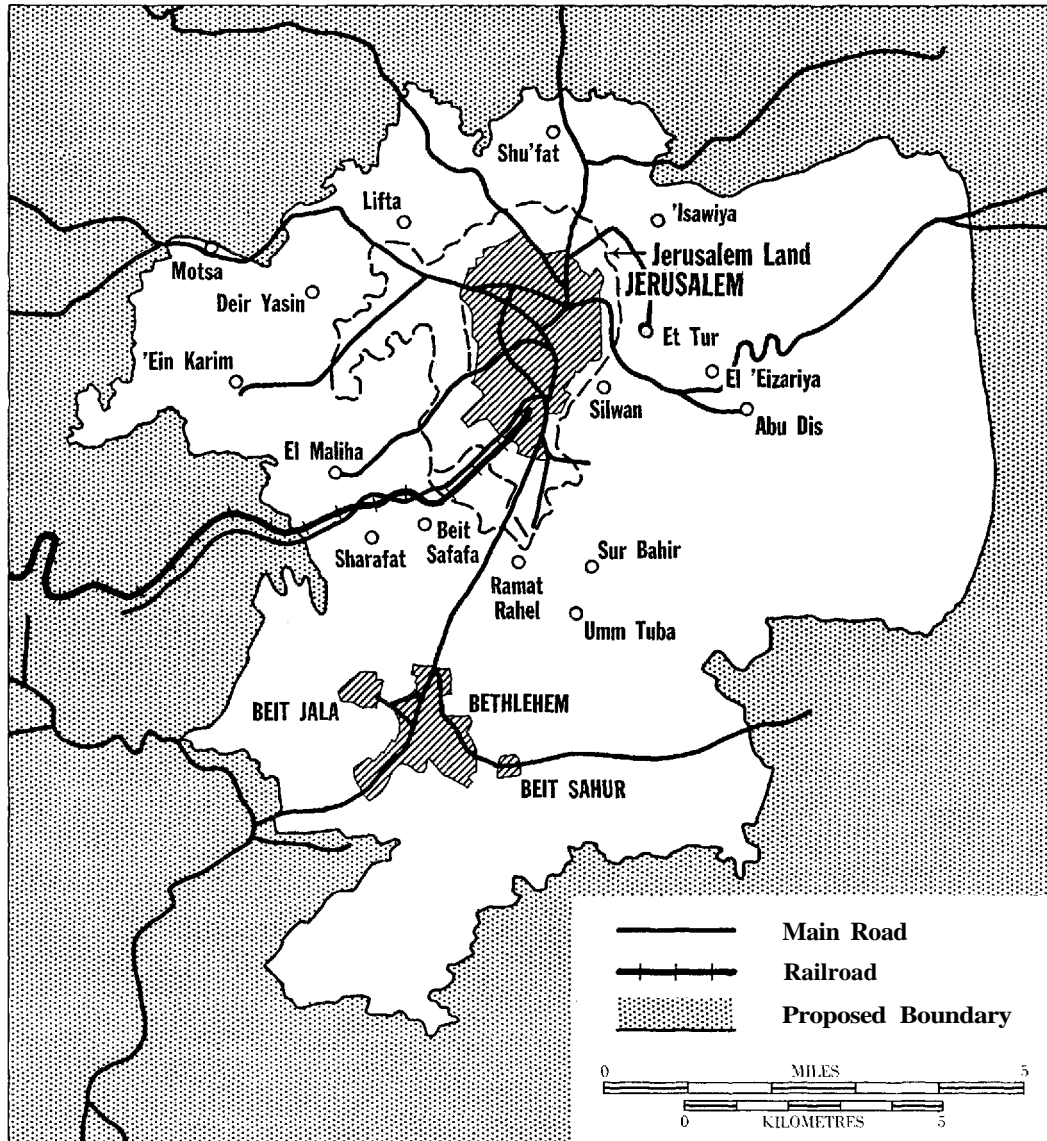 Shu'fat
Lifta
'Isawiya
Jerusalem Land
JERUSALEM
Motsa
Deir Yasin
Et Tur
'Ein Karim
El 'Eizariya
Silwan
Abu Dis
El Maliha
Sharafat
Beit
Safafa
Ramat
Rahel
Sur Bahir
Umm Tuba
BEIT JALA
BETHLEHEM
BEIT SAHUR
Main Road
Railroad
Proposed Boundary
0 MILES 5
0 KILOMETRES 5